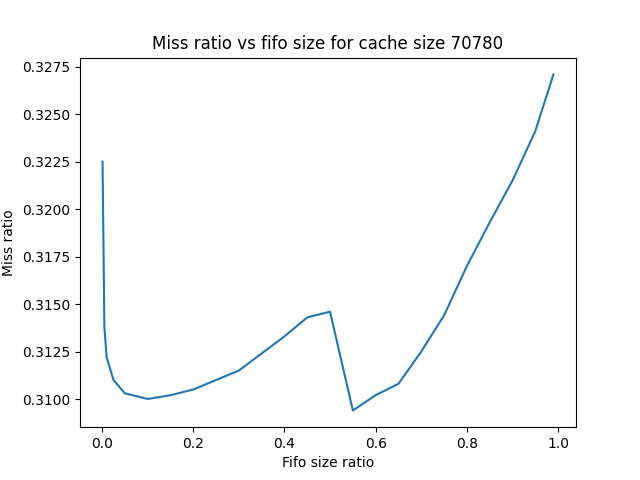 Miss ratio vs fifo size for cache size 70780
0.3275
0.3250
0.3225
0.3200
0.3175
0.3150
0.3125
0.3100
Miss ratio
0.0 0.2 0.4 0.6 0.8 1.0
Fifo size ratio